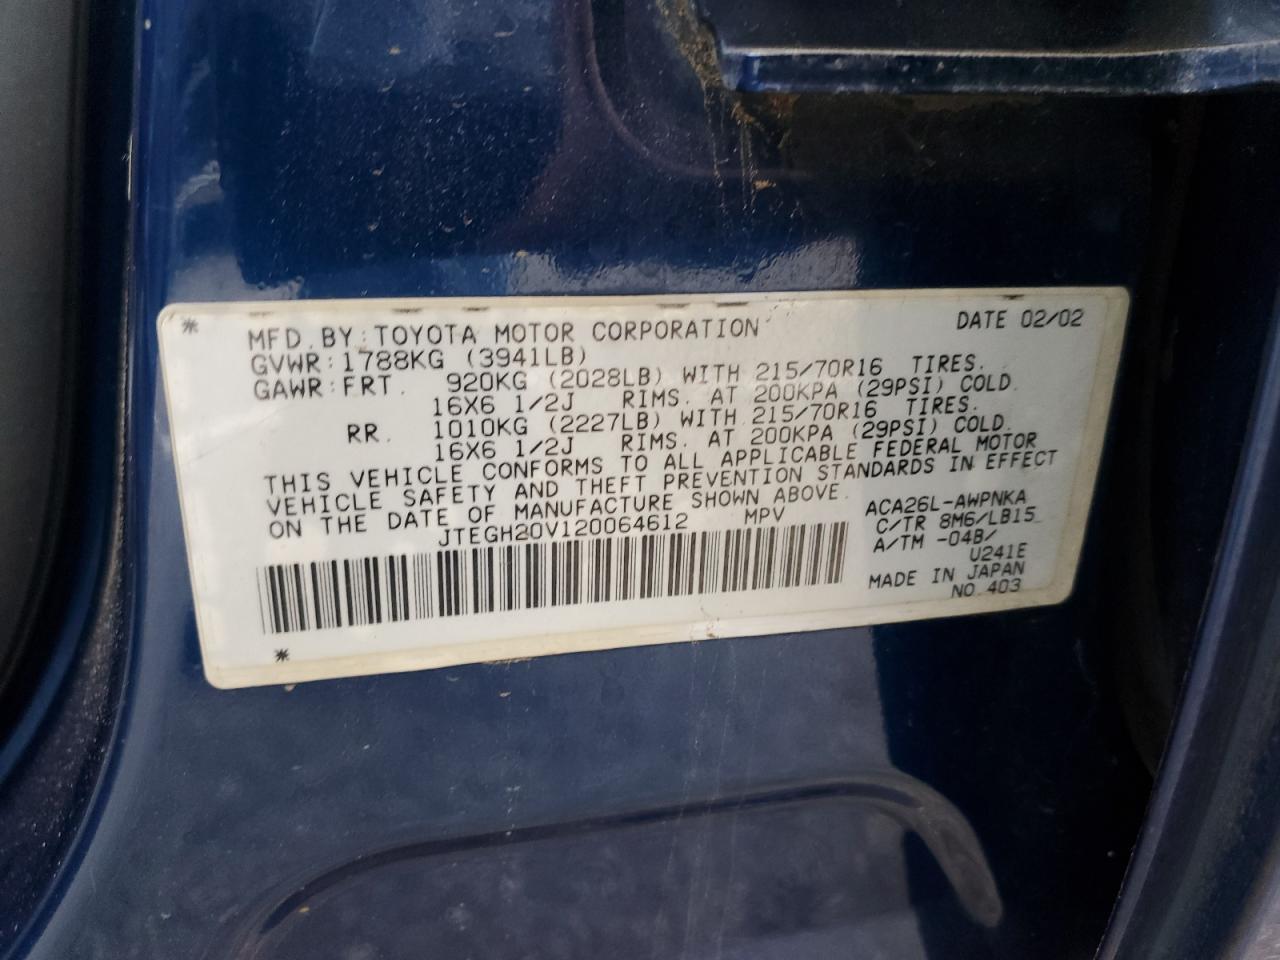 * MFD. BY: TOYOTA MOTOR CORPORATION DATE 02/02
GVWR: 1788KG (3941LB)
GAWR: FRT. 920KG (2028LB) WITH 215/70R16 TIRES.
16X6 1/2J RIMS. AT 200KPA (29PSI) COLD.
RR. 1010KG (2227LB) WITH 215/70R16 TIRES.
16X6 1/2J RIMS. AT 200KPA (29PSI) COLD.
THIS VEHICLE CONFORMS TO ALL APPLICABLE FEDERAL MOTOR
VEHICLE SAFETY AND THEFT PREVENTION STANDARDS IN EFFECT
ON THE DATE OF MANUFACTURE SHOWN ABOVE.
JTEGH20V120064612 MPV
ACA26L-AWPNKA
C/TR 8M6/LB15
A/TM -04B/
U241E
MADE IN JAPAN
NO.403
*